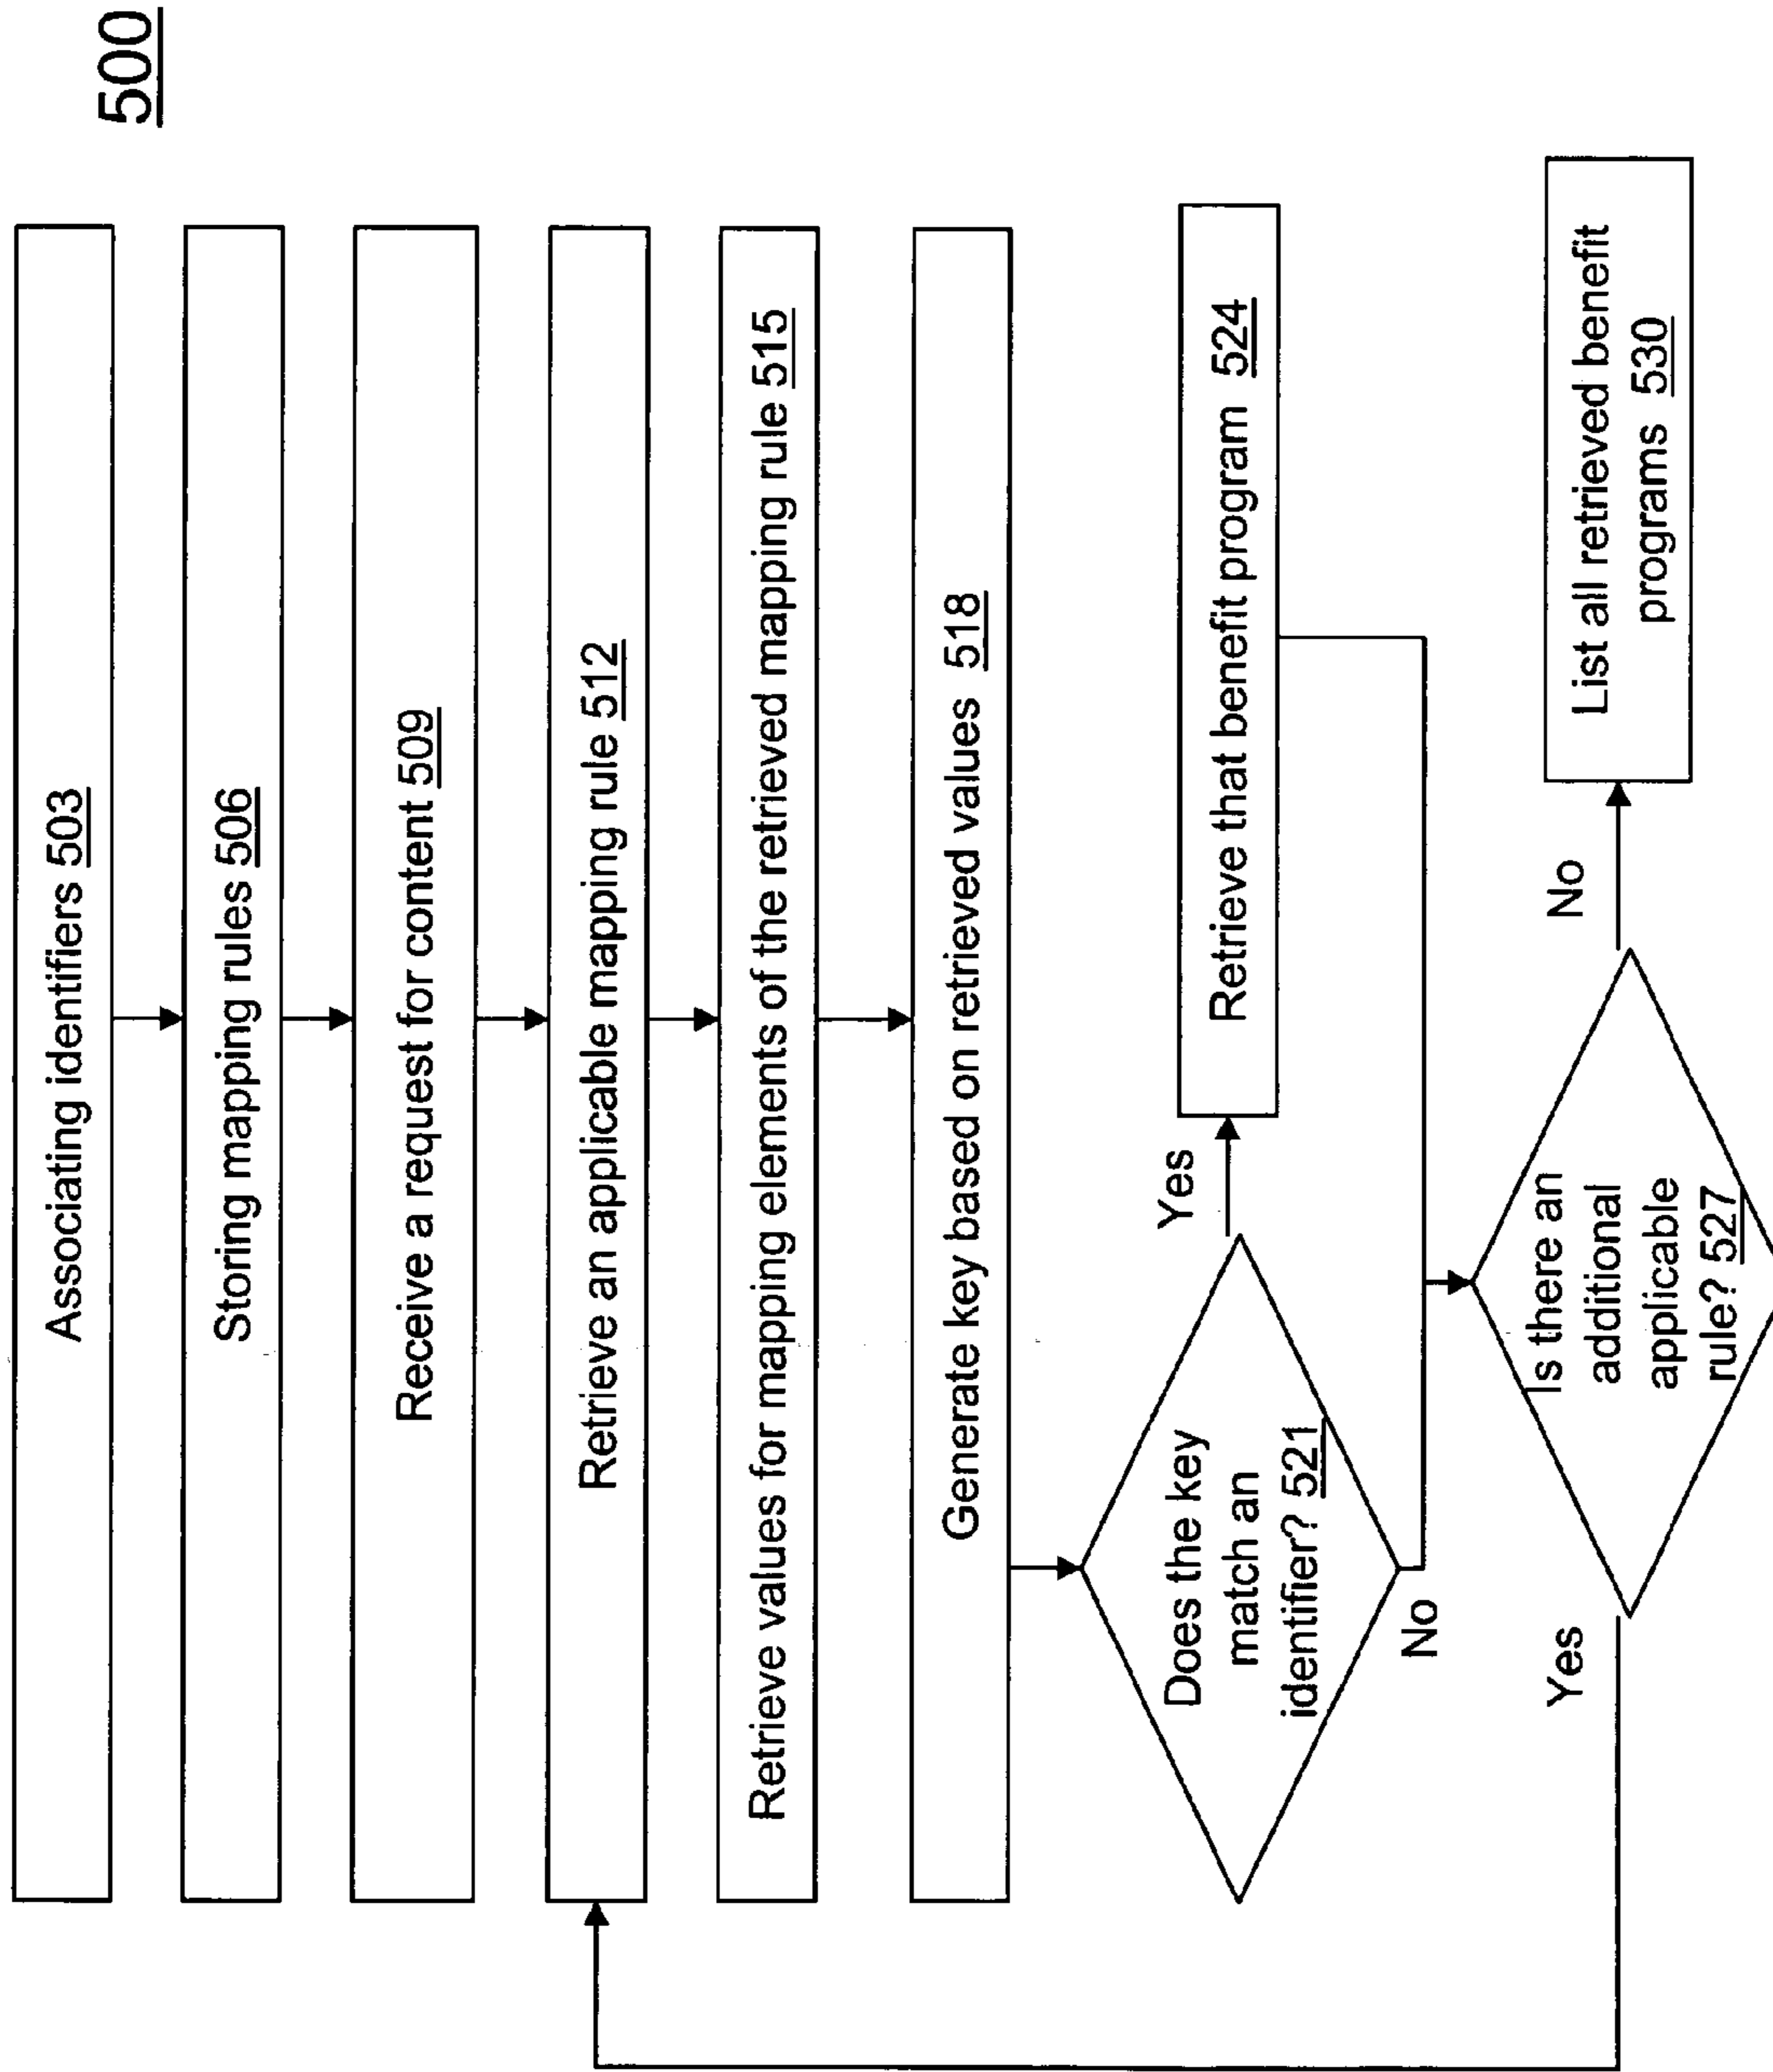 500
Associating identifiers 503
Storing mapping rules 506
Receive a request for content 509
Retrieve an applicable mapping rule 512
Retrieve values for mapping elements of the retrieved mapping rule 515
Generate key based on retrieved values 518
Does the key
match an
identifier? 521
Yes
Retrieve that benefit program 524
No
Is there an
additional
applicable
rule? 527
Yes
No
List all retrieved benefit
programs 530